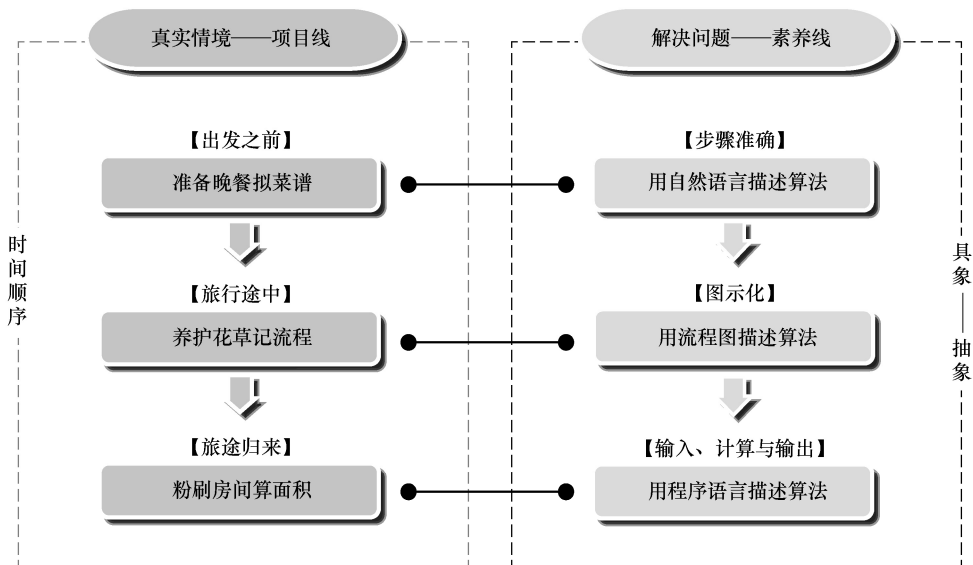 真实情境——项目线
【出发之前】
准备晚餐拟菜谱
【旅行途中】
养护花草记流程
【旅途归来】
粉刷房间算面积
时间顺序
解决问题——素养线
【步骤准确】
用自然语言描述算法
【图示化】
用流程图描述算法
【输入、计算与输出】
用程序语言描述算法
具象——抽象